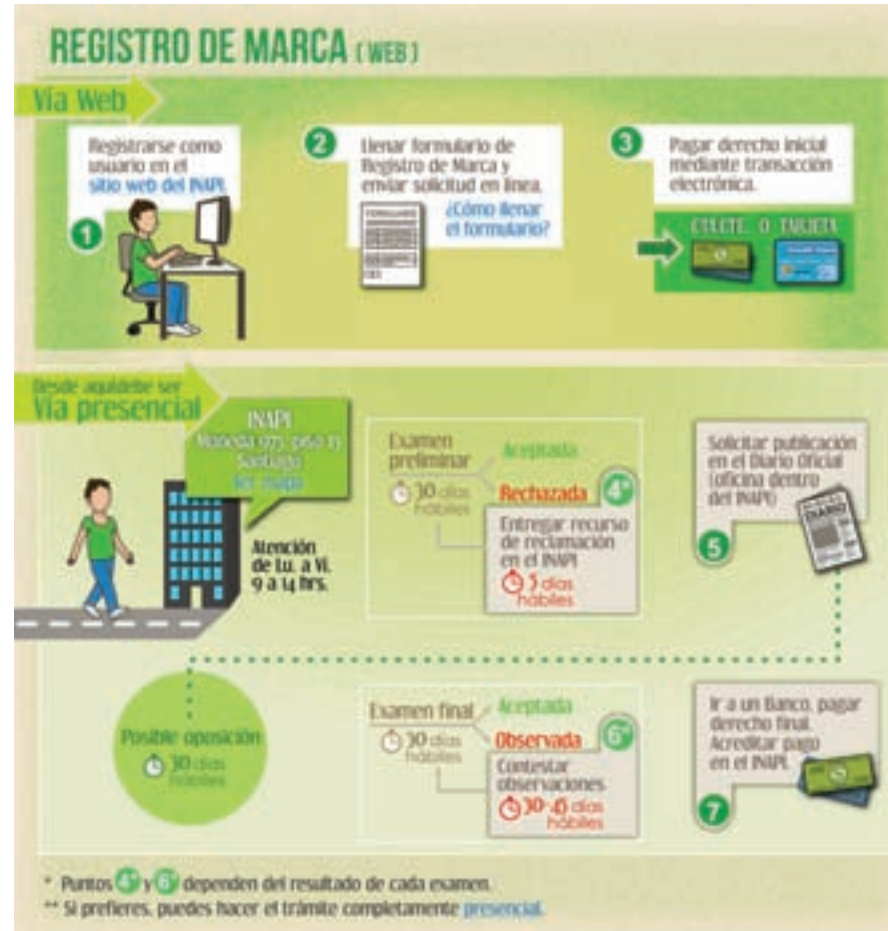 REGISTRO DE MARCA (WEB)
Vía Web
1
Registrarse como
usuario en el
sitio web del INAPI.
2
Llenar formulario de
Registro de Marca y
enviar solicitud en línea.
¿Cómo llenar
el formulario?
FORMULARIO
3
Pagar derecho inicial
mediante transacción
electrónica.
O TARJETA
Desde aquí debe ser
Vía presencial
INAPI
Moneda 975, piso 13
Santiago
Ver mapa
Atención
de Lu. a Vi.
9 a 14 hrs.
Examen
preliminar
30 días
hábiles
Aceptada
Rechazada
4*
Entregar recurso
de reclamación
en el INAPI
5 días
hábiles
Solicitar publicación
en el Diario Oficial
(oficina dentro
del INAPI)
DIARIO
5
Posible oposición
30 días
hábiles
Examen final
30 días
hábiles
Aceptada
Observada
6*
Contestar
observaciones
30-45 días
hábiles
Ir a un Banco, pagar
derecho final.
Acreditar pago
en el INAPI.
7
* Puntos 4* y 6* dependen del resultado de cada examen.
** Si prefieres, puedes hacer el trámite completamente presencial.